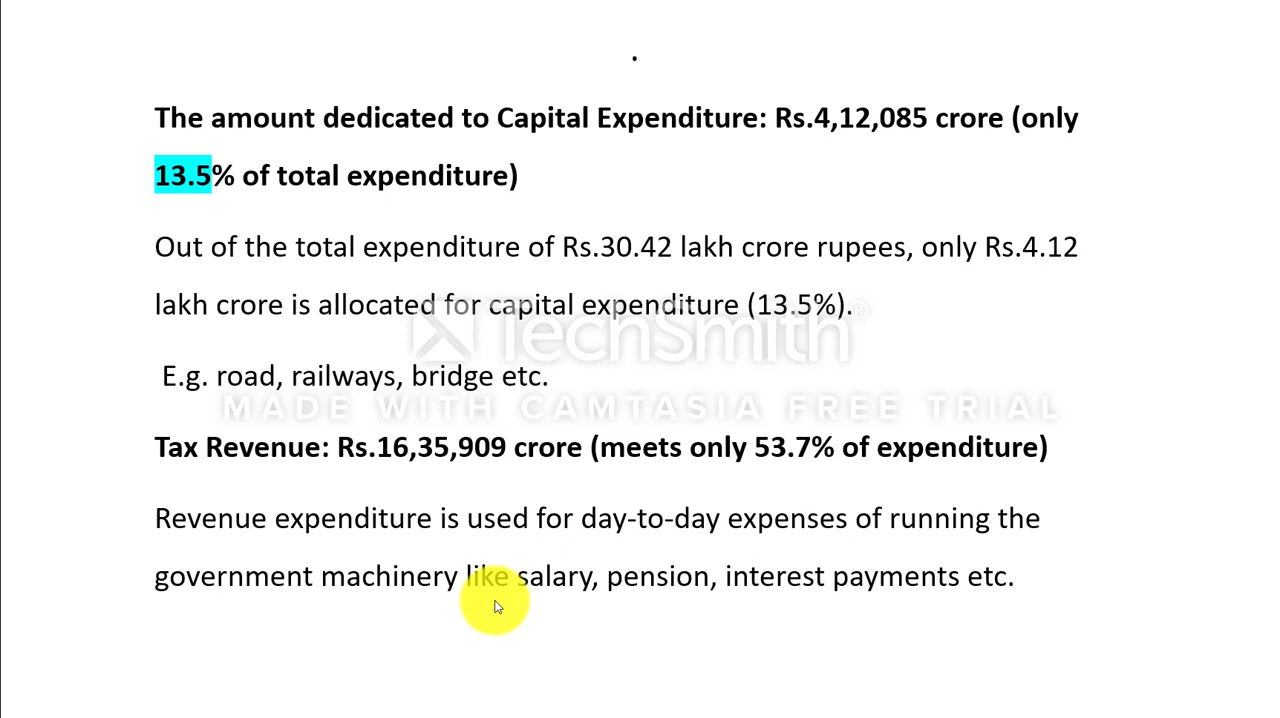 .
The amount dedicated to Capital Expenditure: Rs.4,12,085 crore (only
13.5% of total expenditure)
Out of the total expenditure of Rs.30.42 lakh crore rupees, only Rs.4.12
lakh crore is allocated for capital expenditure (13.5%).
TechSmith®
E.g. road, railways, bridge etc.
MADE WITH CAMTASIA FREE TRIAL
Tax Revenue: Rs.16,35,909 crore (meets only 53.7% of expenditure)
Revenue expenditure is used for day-to-day expenses of running the
government machinery like salary, pension, interest payments etc.